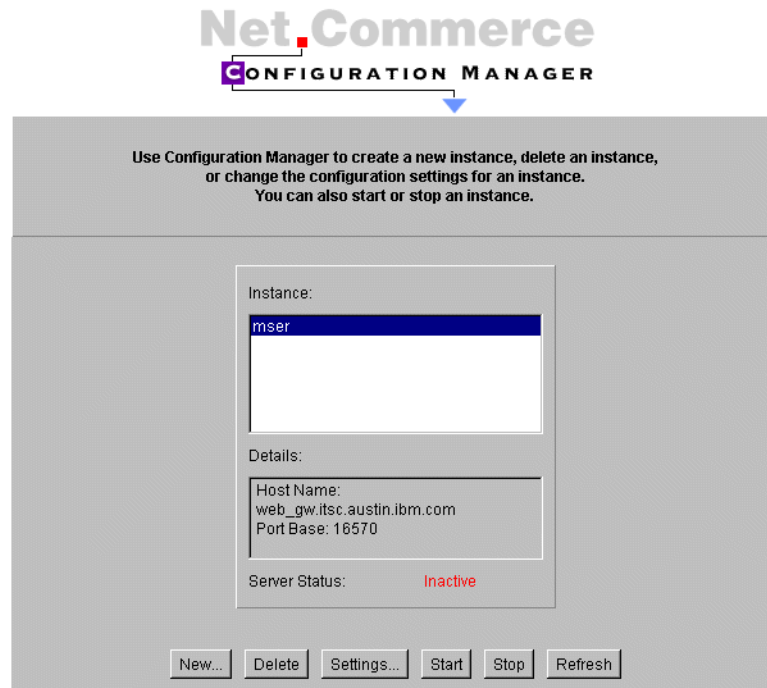 Net.Commerce
CONFIGURATION MANAGER
Use Configuration Manager to create a new instance, delete an instance,
or change the configuration settings for an instance.
You can also start or stop an instance.
Instance:
mser
Details:
Host Name:
web_gw.itsc.austin.ibm.com
Port Base: 16570
Server Status: Inactive
New... Delete Settings... Start Stop Refresh